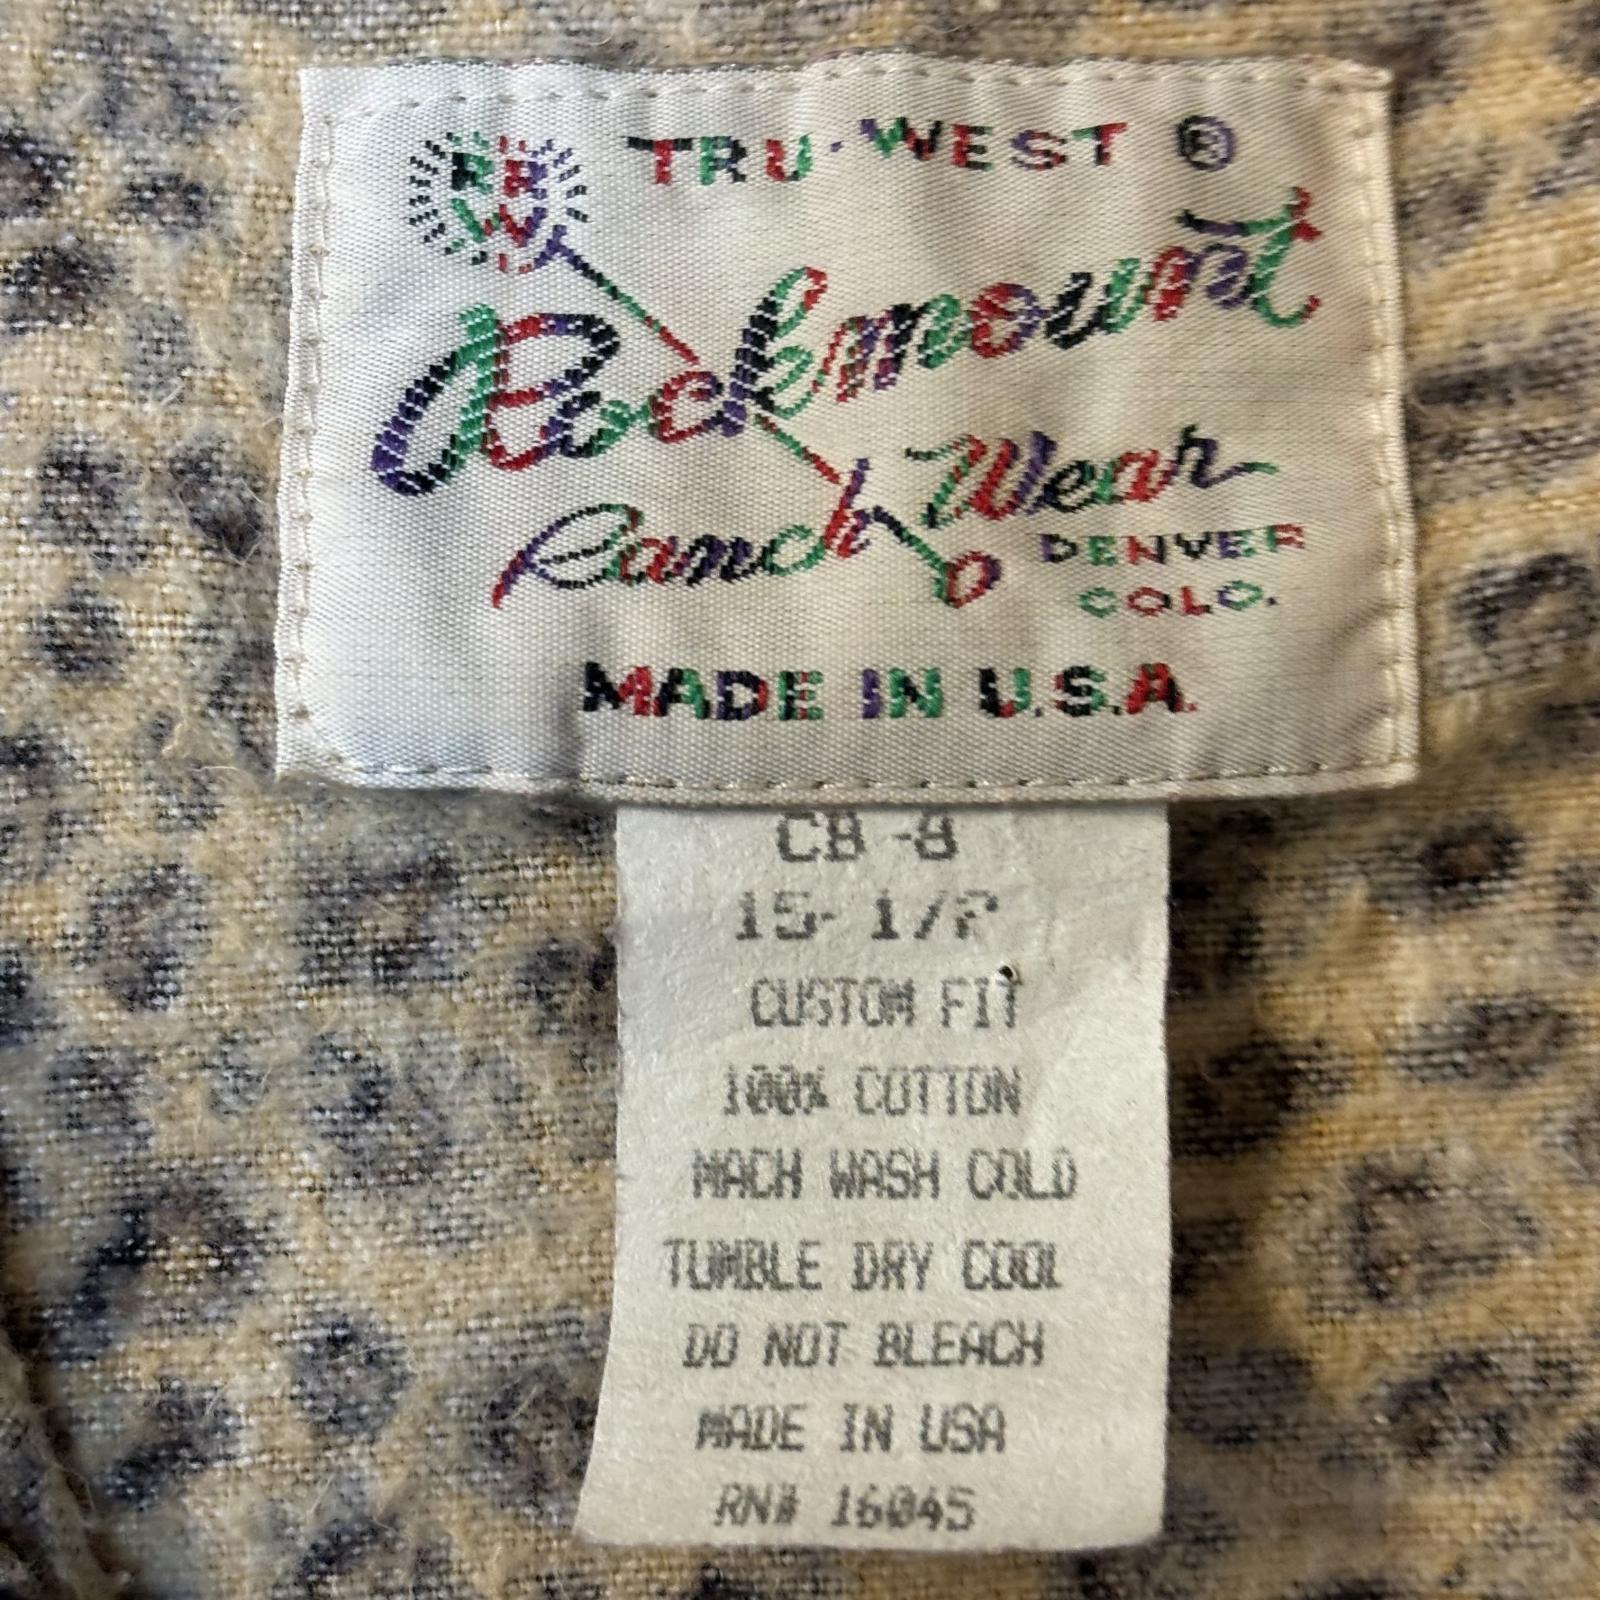 RR
W
TRU-WEST ®
Rockmount
Ranch Wear
DENVER
COLO.
MADE IN U.S.A.
CB -8
15-1/2
CUSTOM FIT
100% COTTON
MACH WASH COLD
TUMBLE DRY COOL
DO NOT BLEACH
MADE IN USA
RN# 16045